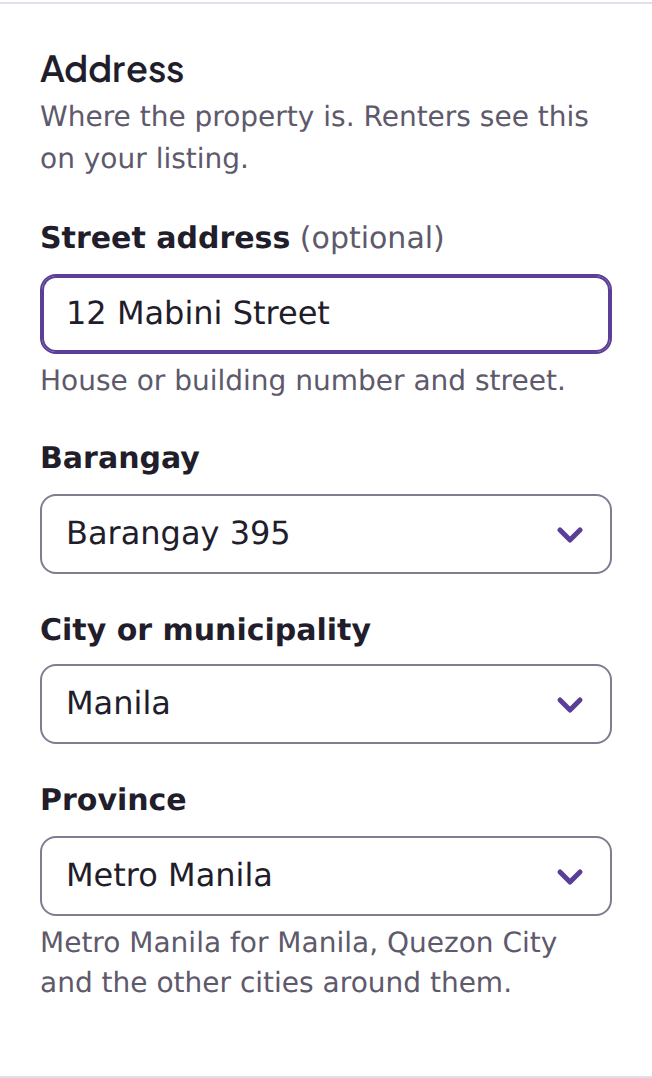 Address
Where the property is. Renters see this
on your listing.
Street address (optional)
12 Mabini Street
House or building number and street.
Barangay
Barangay 395
City or municipality
Manila
Province
Metro Manila
Metro Manila for Manila, Quezon City
and the other cities around them.